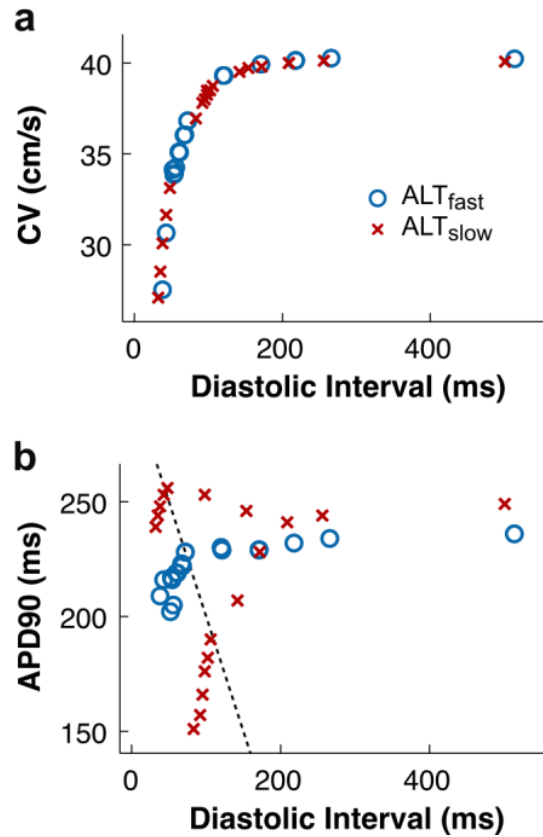 a
CV (cm/s)
40
35
30
ALTfast
ALTslow
0
200
400
Diastolic Interval (ms)
b
APD90 (ms)
250
200
150
0
200
400
Diastolic Interval (ms)